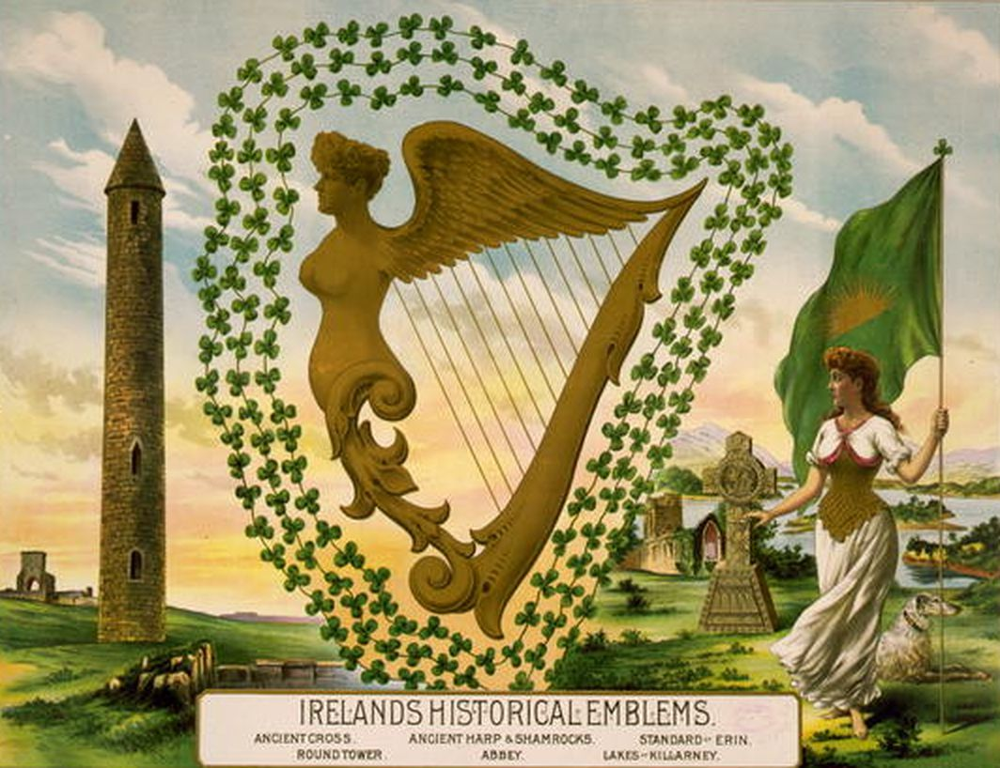 IRELANDS HISTORICAL EMBLEMS.
ANCIENT CROSS. ANCIENT HARP & SHAMROCKS. STANDARD OF ERIN.
ROUND TOWER. ABBEY. LAKES OF KILLARNEY.